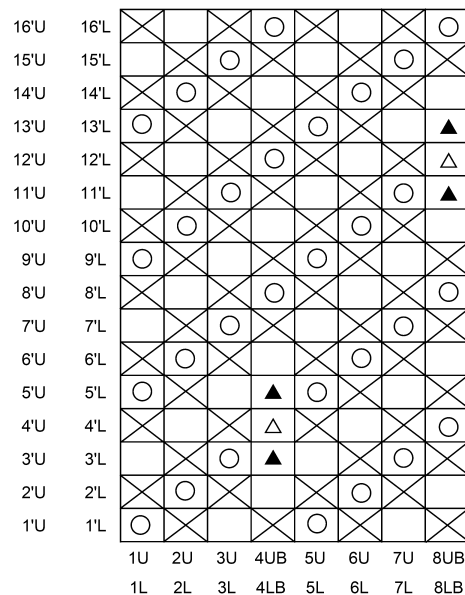 16'U 16'L
15'U 15'L
14'U 14'L
13'U 13'L
12'U 12'L
11'U 11'L
10'U 10'L
9'U 9'L
8'U 8'L
7'U 7'L
6'U 6'L
5'U 5'L
4'U 4'L
3'U 3'L
2'U 2'L
1'U 1'L
1U 2U 3U 4UB 5U 6U 7U 8UB
1L 2L 3L 4LB 5L 6L 7L 8LB